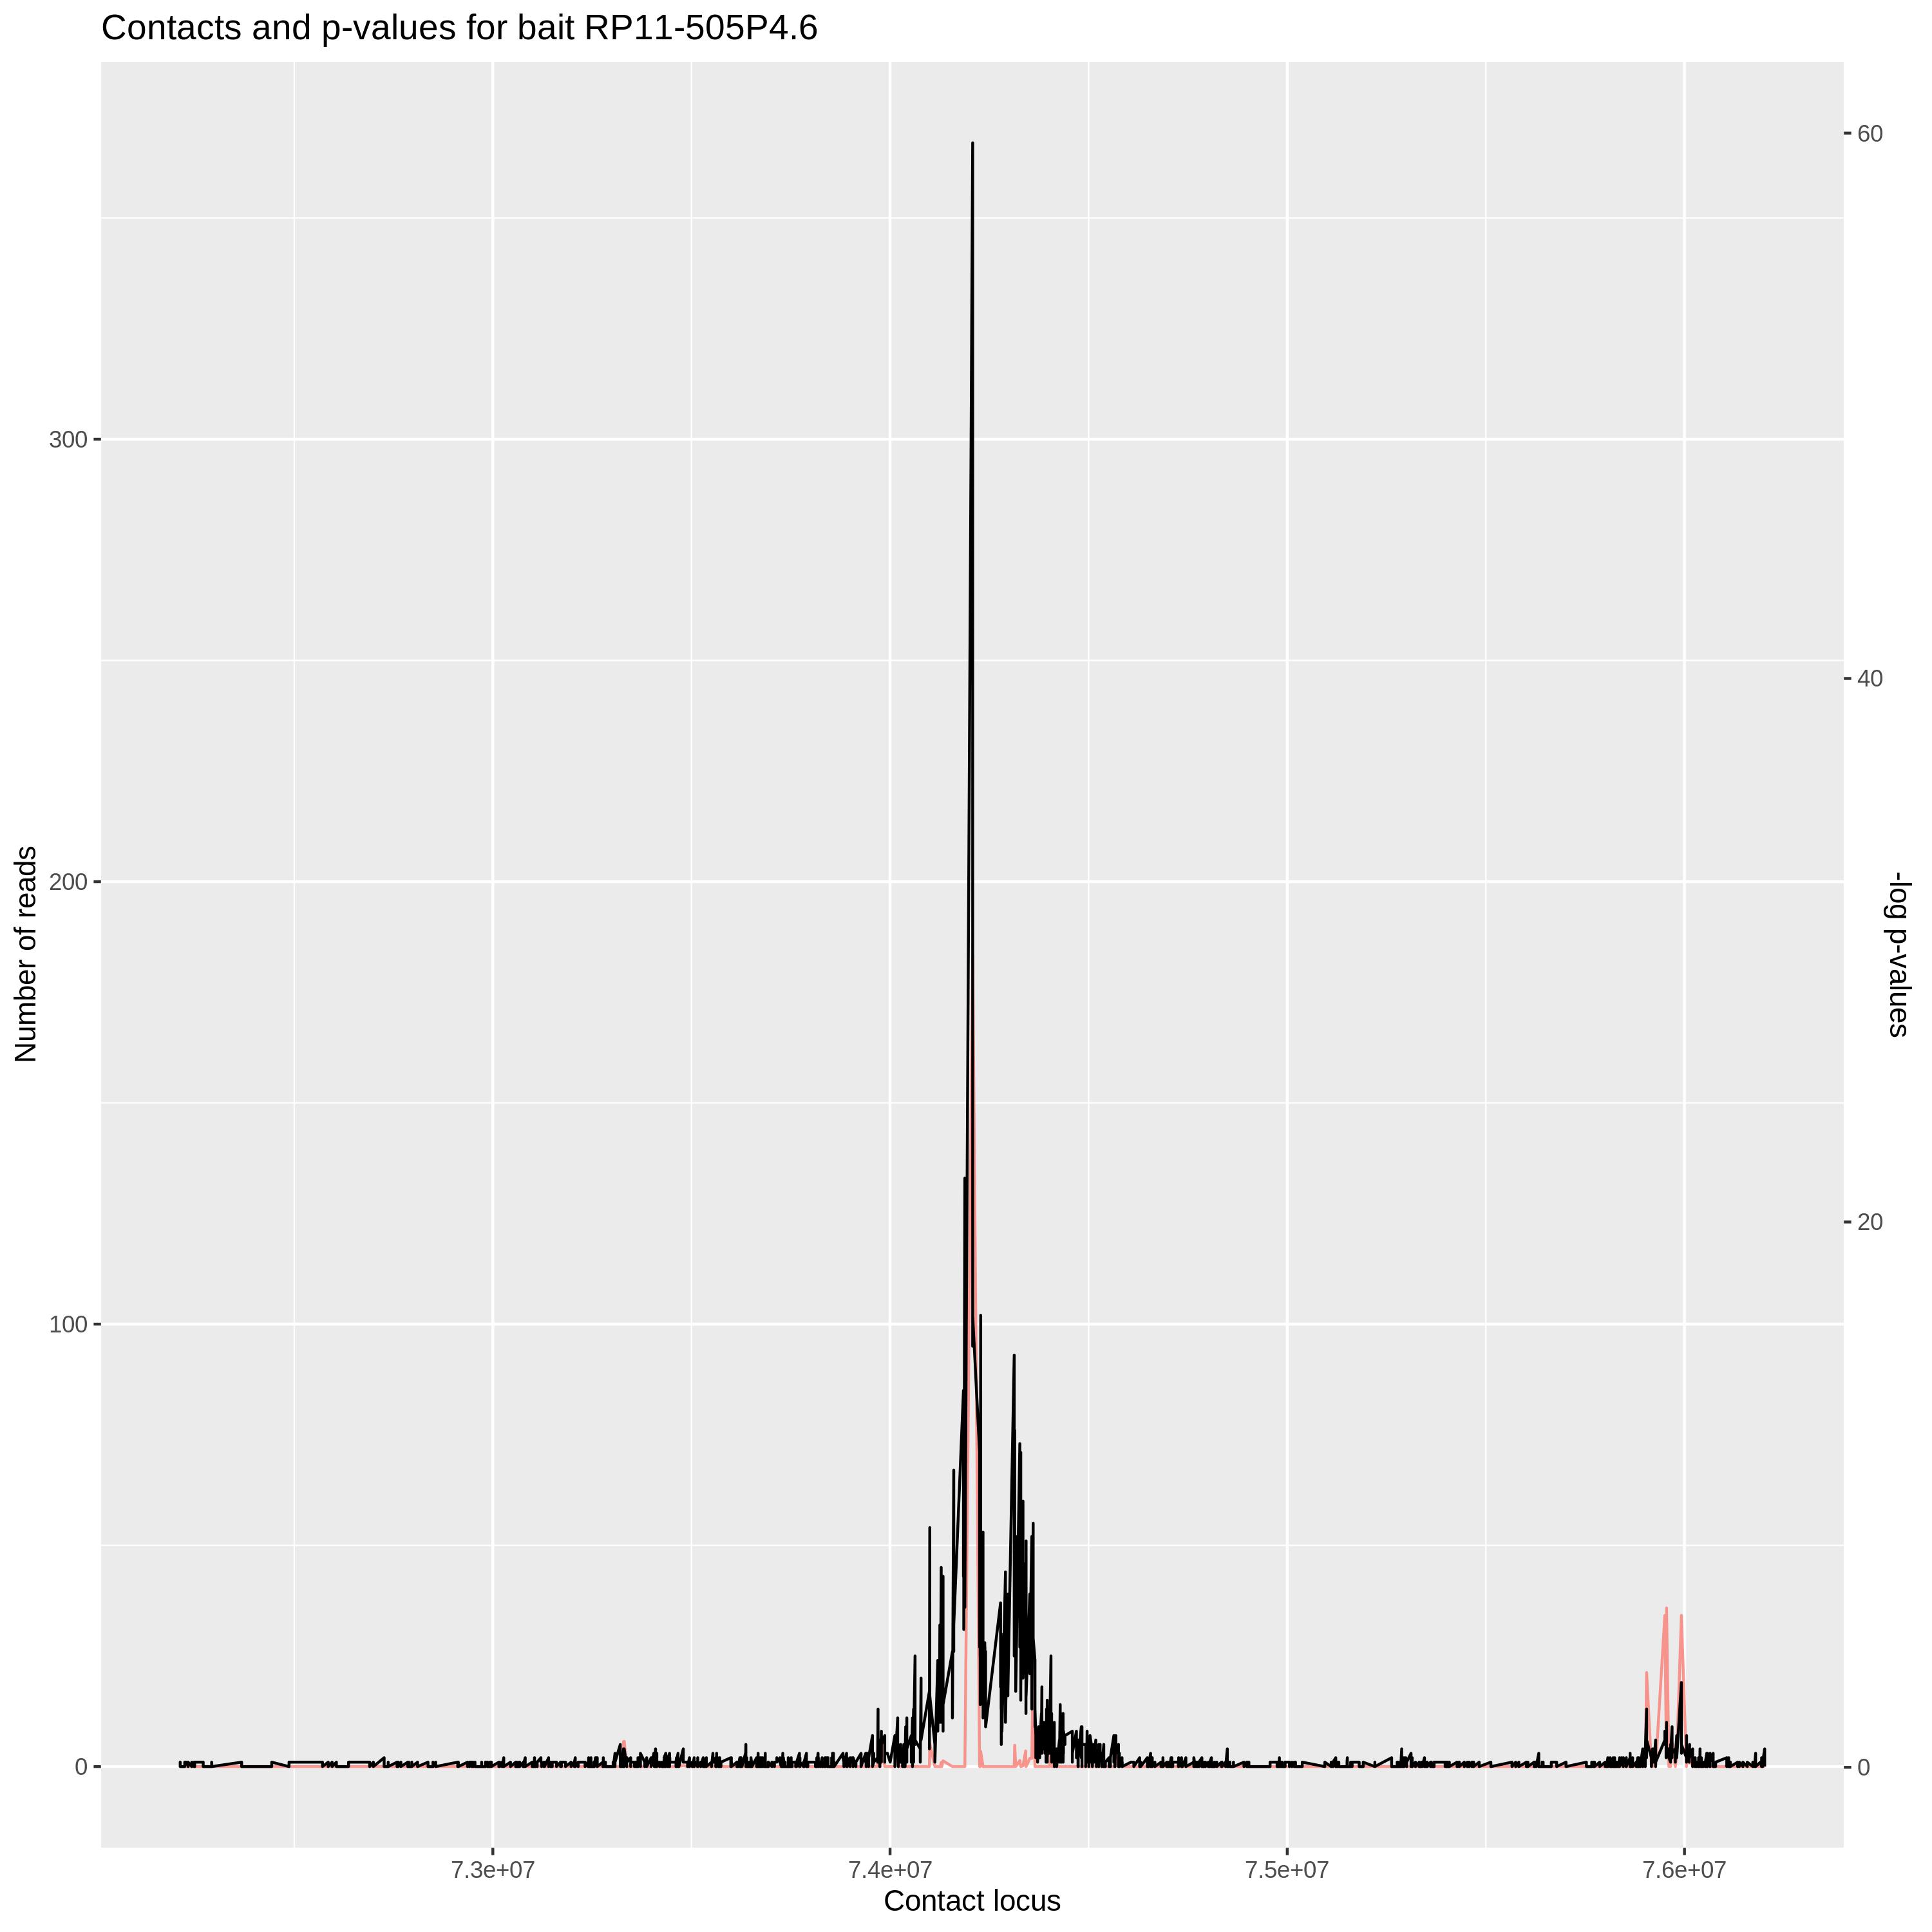 Contacts and p-values for bait RP11-505P4.6
Number of reads
300
200
100
0
60
40
20
0
-log p-values
7.3e+07
7.4e+07
7.5e+07
7.6e+07
Contact locus